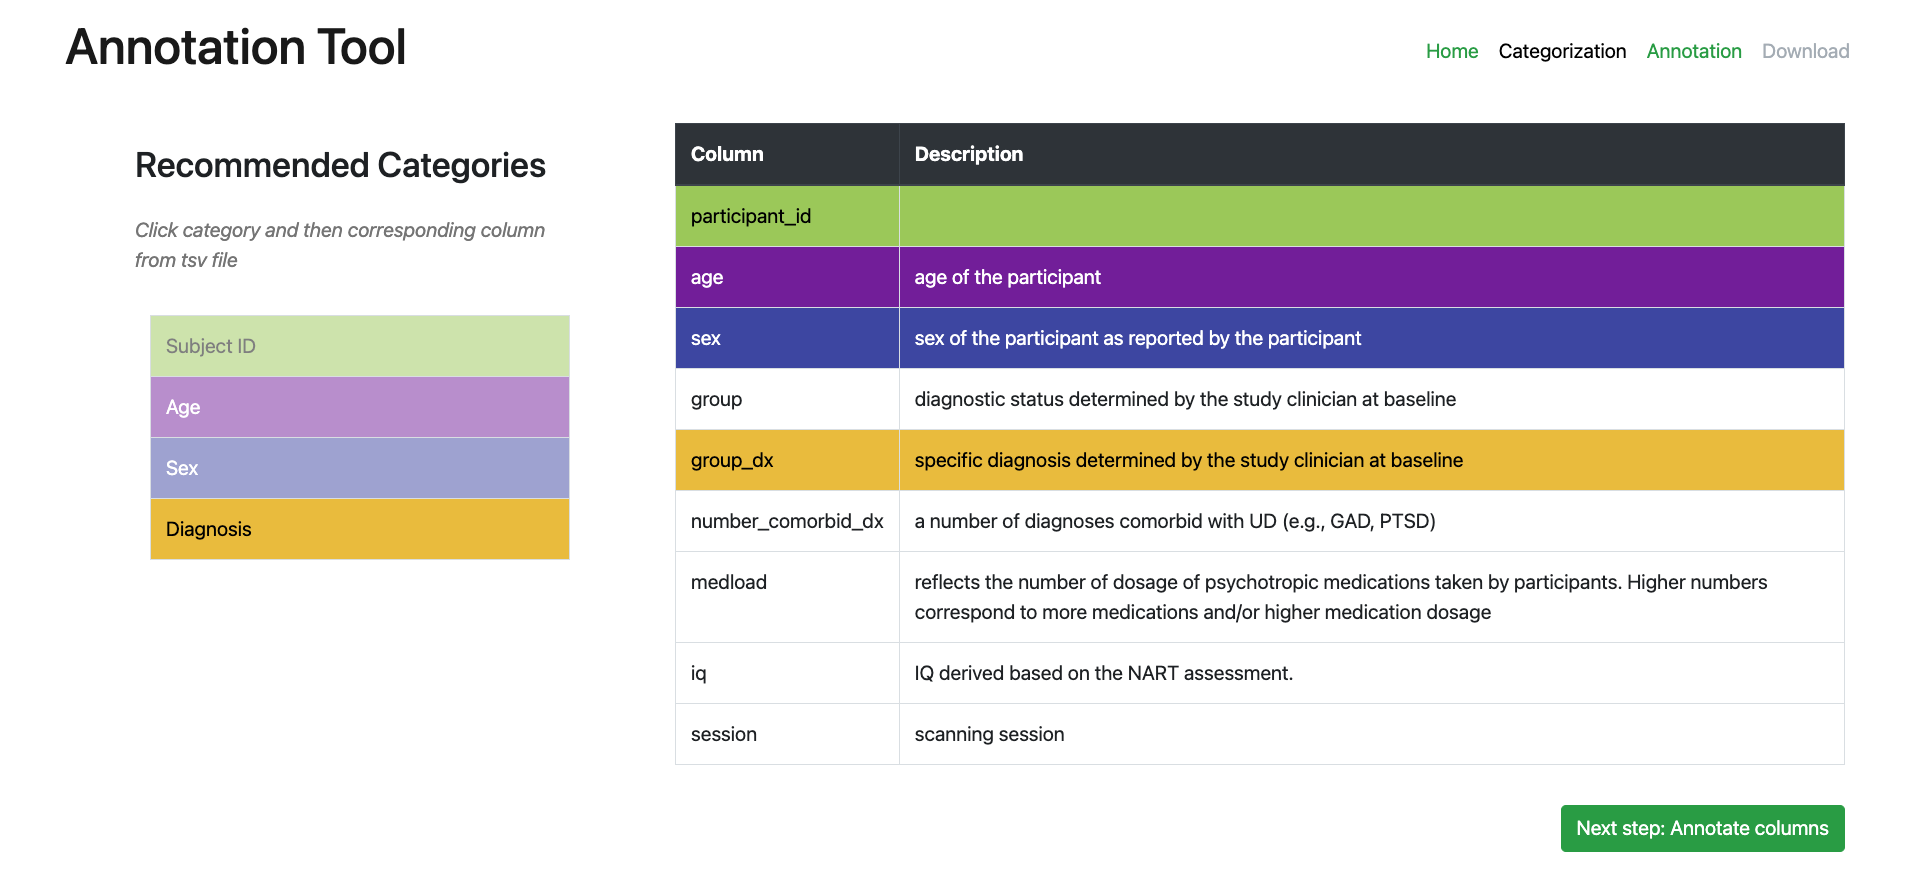 Annotation Tool
Home Categorization Annotation Download
Recommended Categories
Click category and then corresponding column
from tsv file
Subject ID
Age
Sex
Diagnosis
Column Description
participant_id
age age of the participant
sex sex of the participant as reported by the participant
group diagnostic status determined by the study clinician at baseline
group_dx specific diagnosis determined by the study clinician at baseline
number_comorbid_dx a number of diagnoses comorbid with UD (e.g., GAD, PTSD)
medload reflects the number of dosage of psychotropic medications taken by participants. Higher numbers
correspond to more medications and/or higher medication dosage
iq IQ derived based on the NART assessment.
session scanning session
Next step: Annotate columns